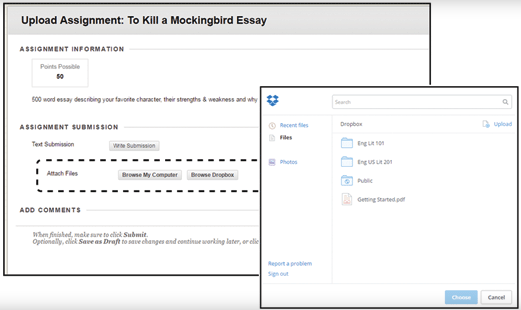 Upload Assignment: To Kill a Mockingbird Essay
ASSIGNMENT INFORMATION
Points Possible
50
500 word essay describing your favorite character, their strengths & weakness and why
ASSIGNMENT SUBMISSION
Text Submission
Write Submission
Attach Files
Browse My Computer
Browse Dropbox
ADD COMMENTS
When finished, make sure to click Submit.
Optionally, click Save as Draft to save changes and continue working later, or clic
Search
Recent files
Files
Photos
Report a problem
Sign out
Dropbox
Upload
Eng Lit 101
Eng US Lit 201
Public
Getting Started.pdf
Choose
Cancel